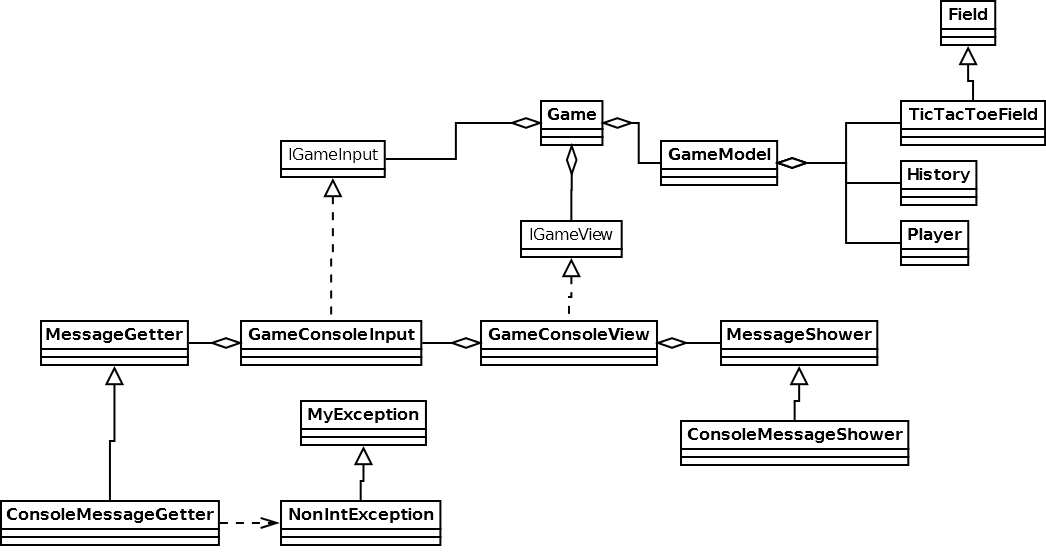 Field
Game
TicTacToeField
IGameInput
GameModel
History
IGameView
Player
MessageGetter
GameConsoleInput
GameConsoleView
MessageShower
MyException
ConsoleMessageShower
ConsoleMessageGetter
NonIntException